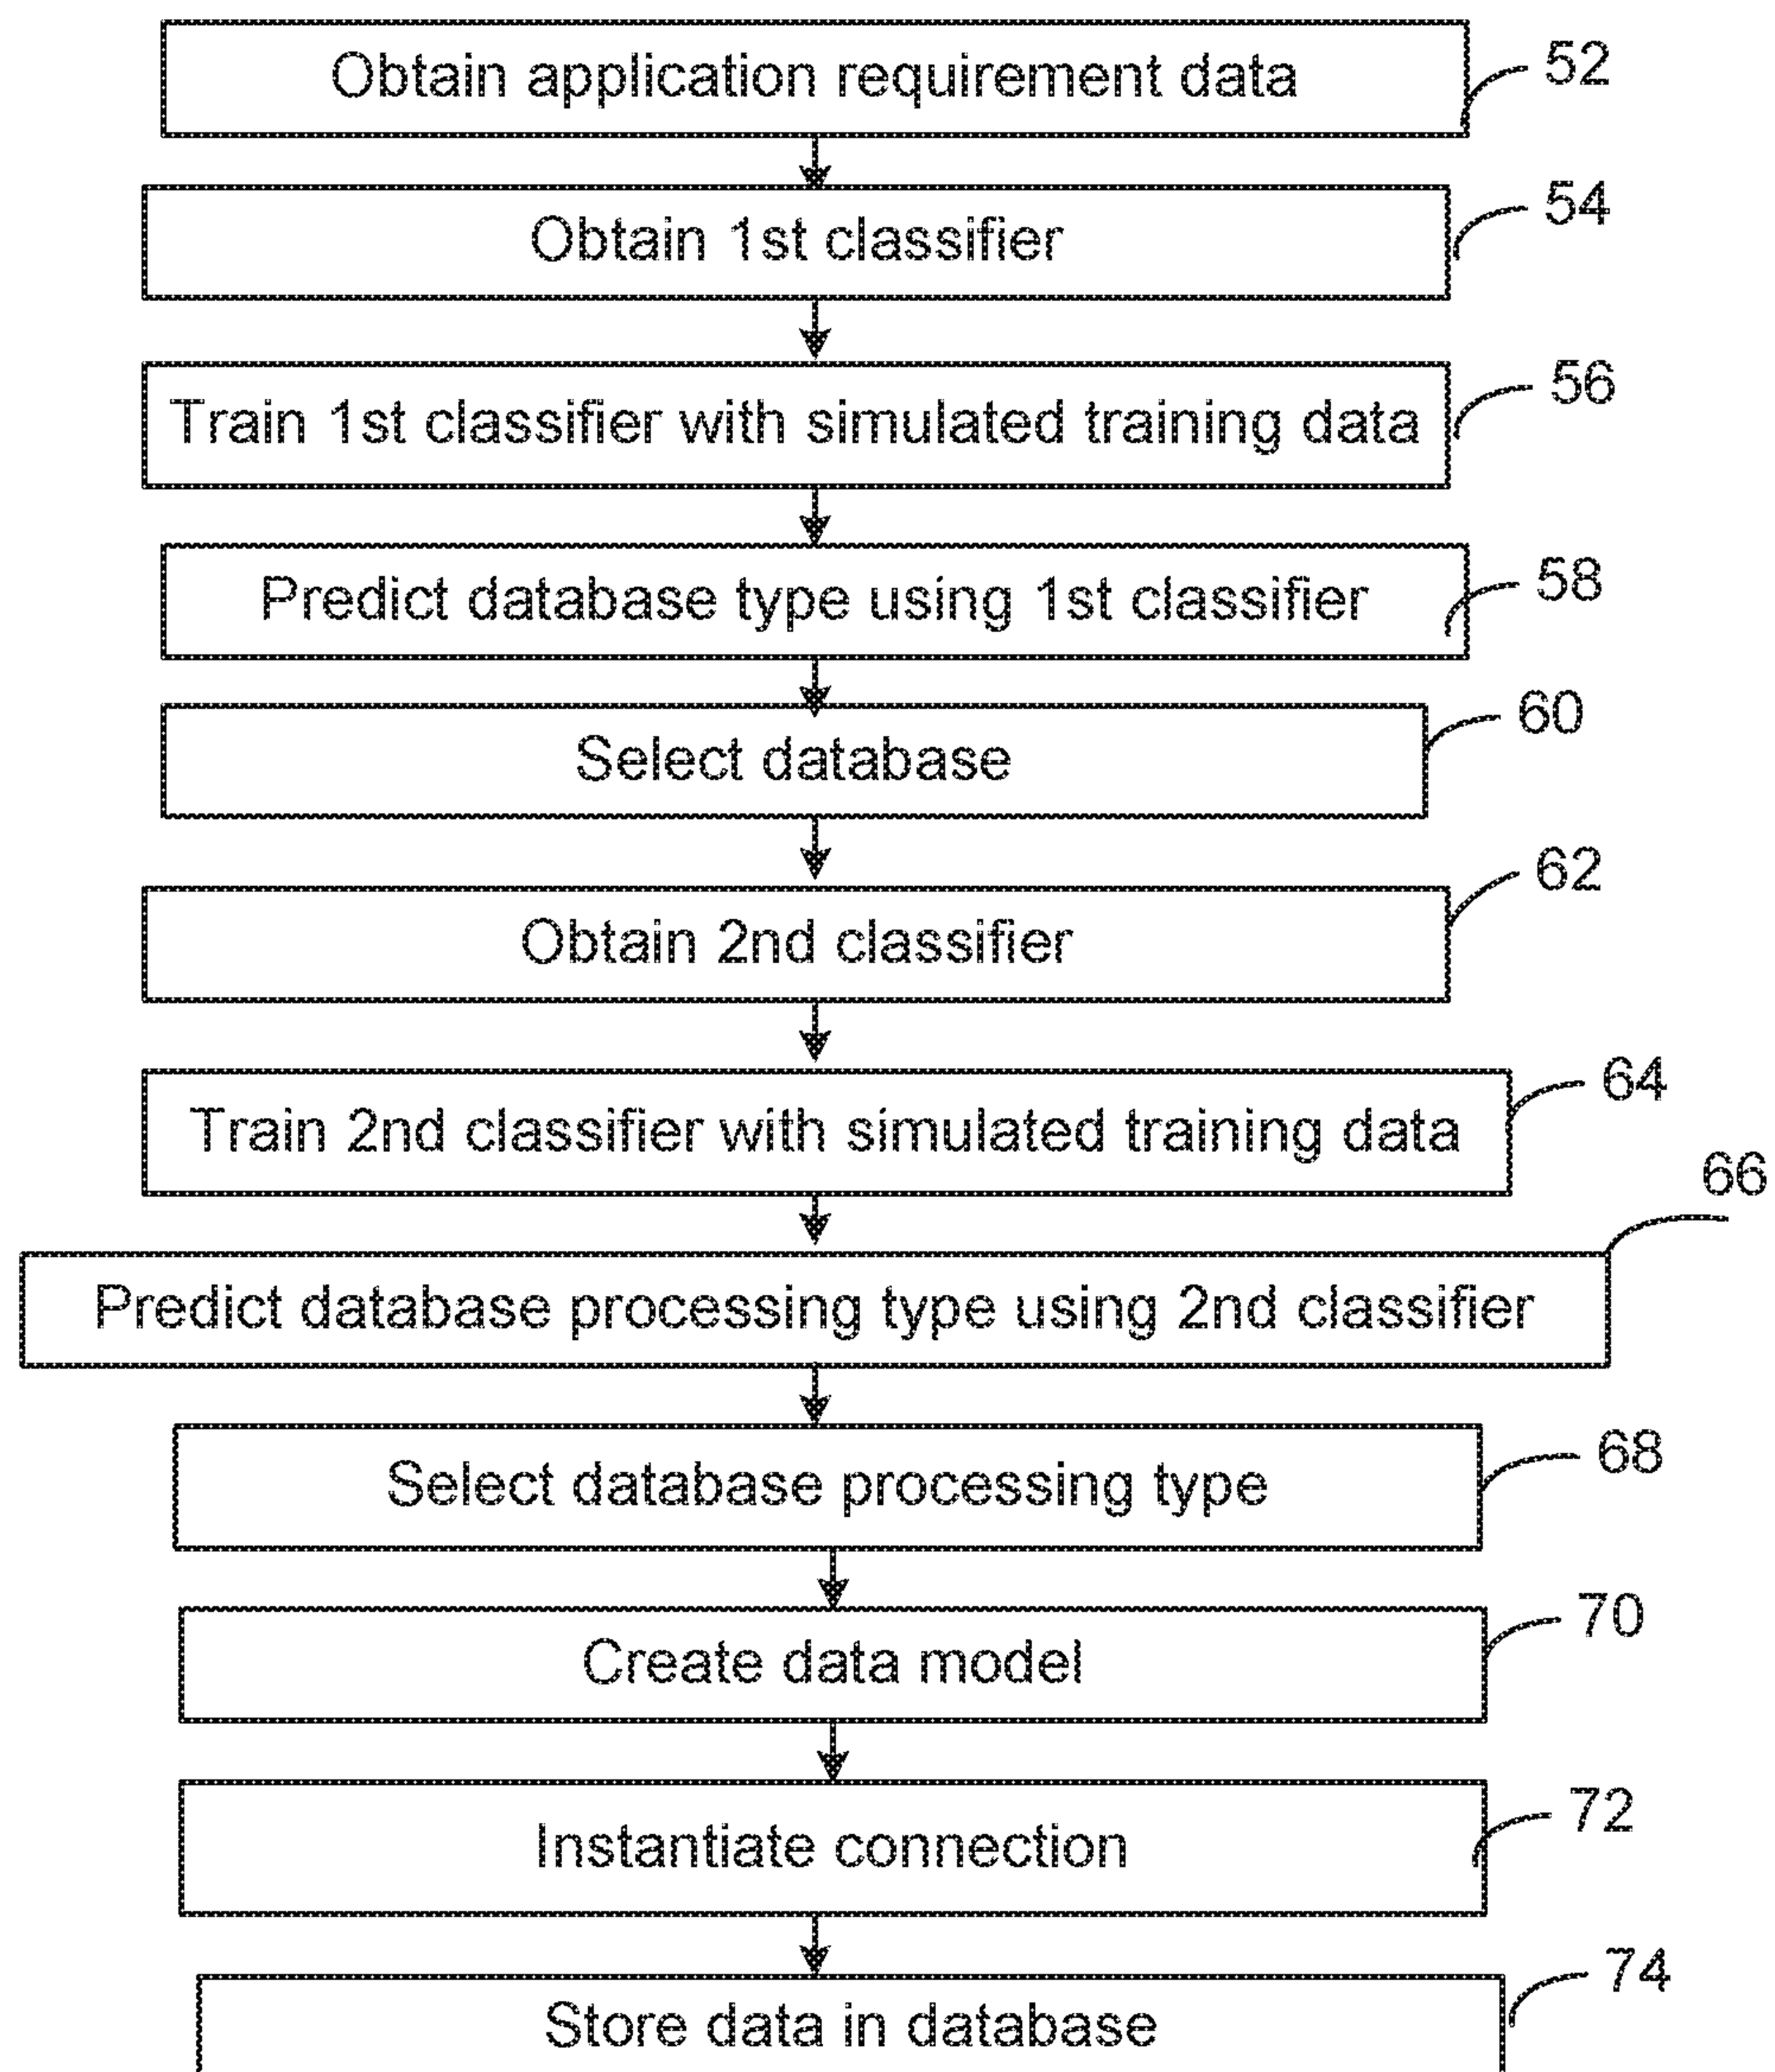 Obtain application requirement data 52
Obtain 1st classifier 54
Train 1st classifier with simulated training data 56
Predict database type using 1st classifier 58
Select database 60
Obtain 2nd classifier 62
Train 2nd classifier with simulated training data 64
Predict database processing type using 2nd classifier 66
Select database processing type 68
Create data model 70
Instantiate connection 72
Store data in database 74